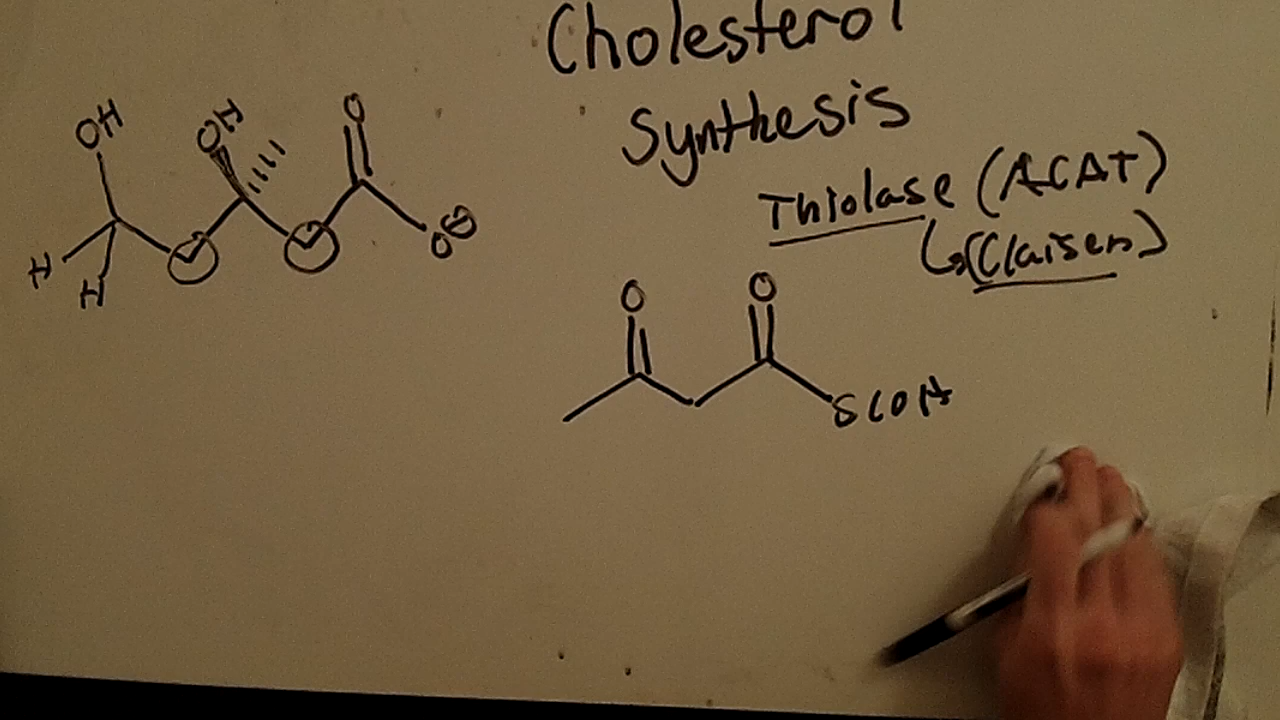 Cholesterol
Synthesis
Thiolase (ACAT)
↳(Claisen)
OH
OH
O
H
H
O⊖
O
O
SCOA